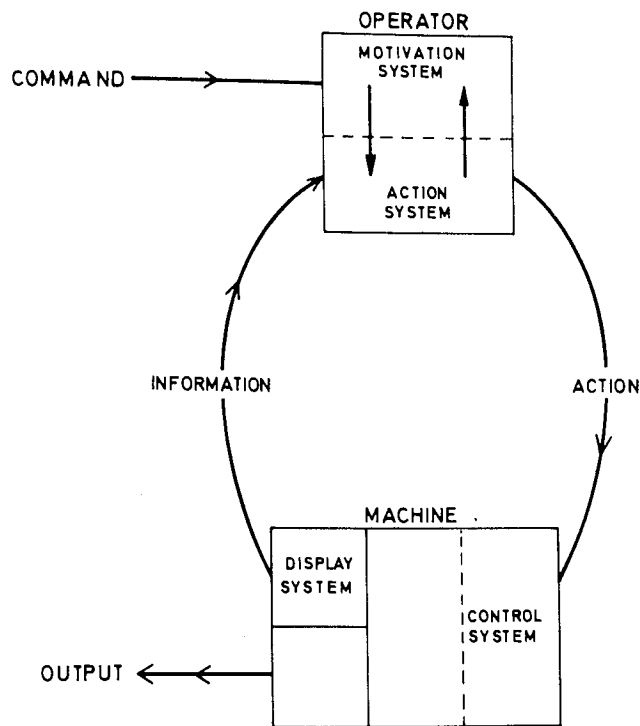 OPERATOR
MOTIVATION
SYSTEM
COMMAND
ACTION
SYSTEM
INFORMATION
ACTION
MACHINE
DISPLAY
SYSTEM
CONTROL
SYSTEM
OUTPUT